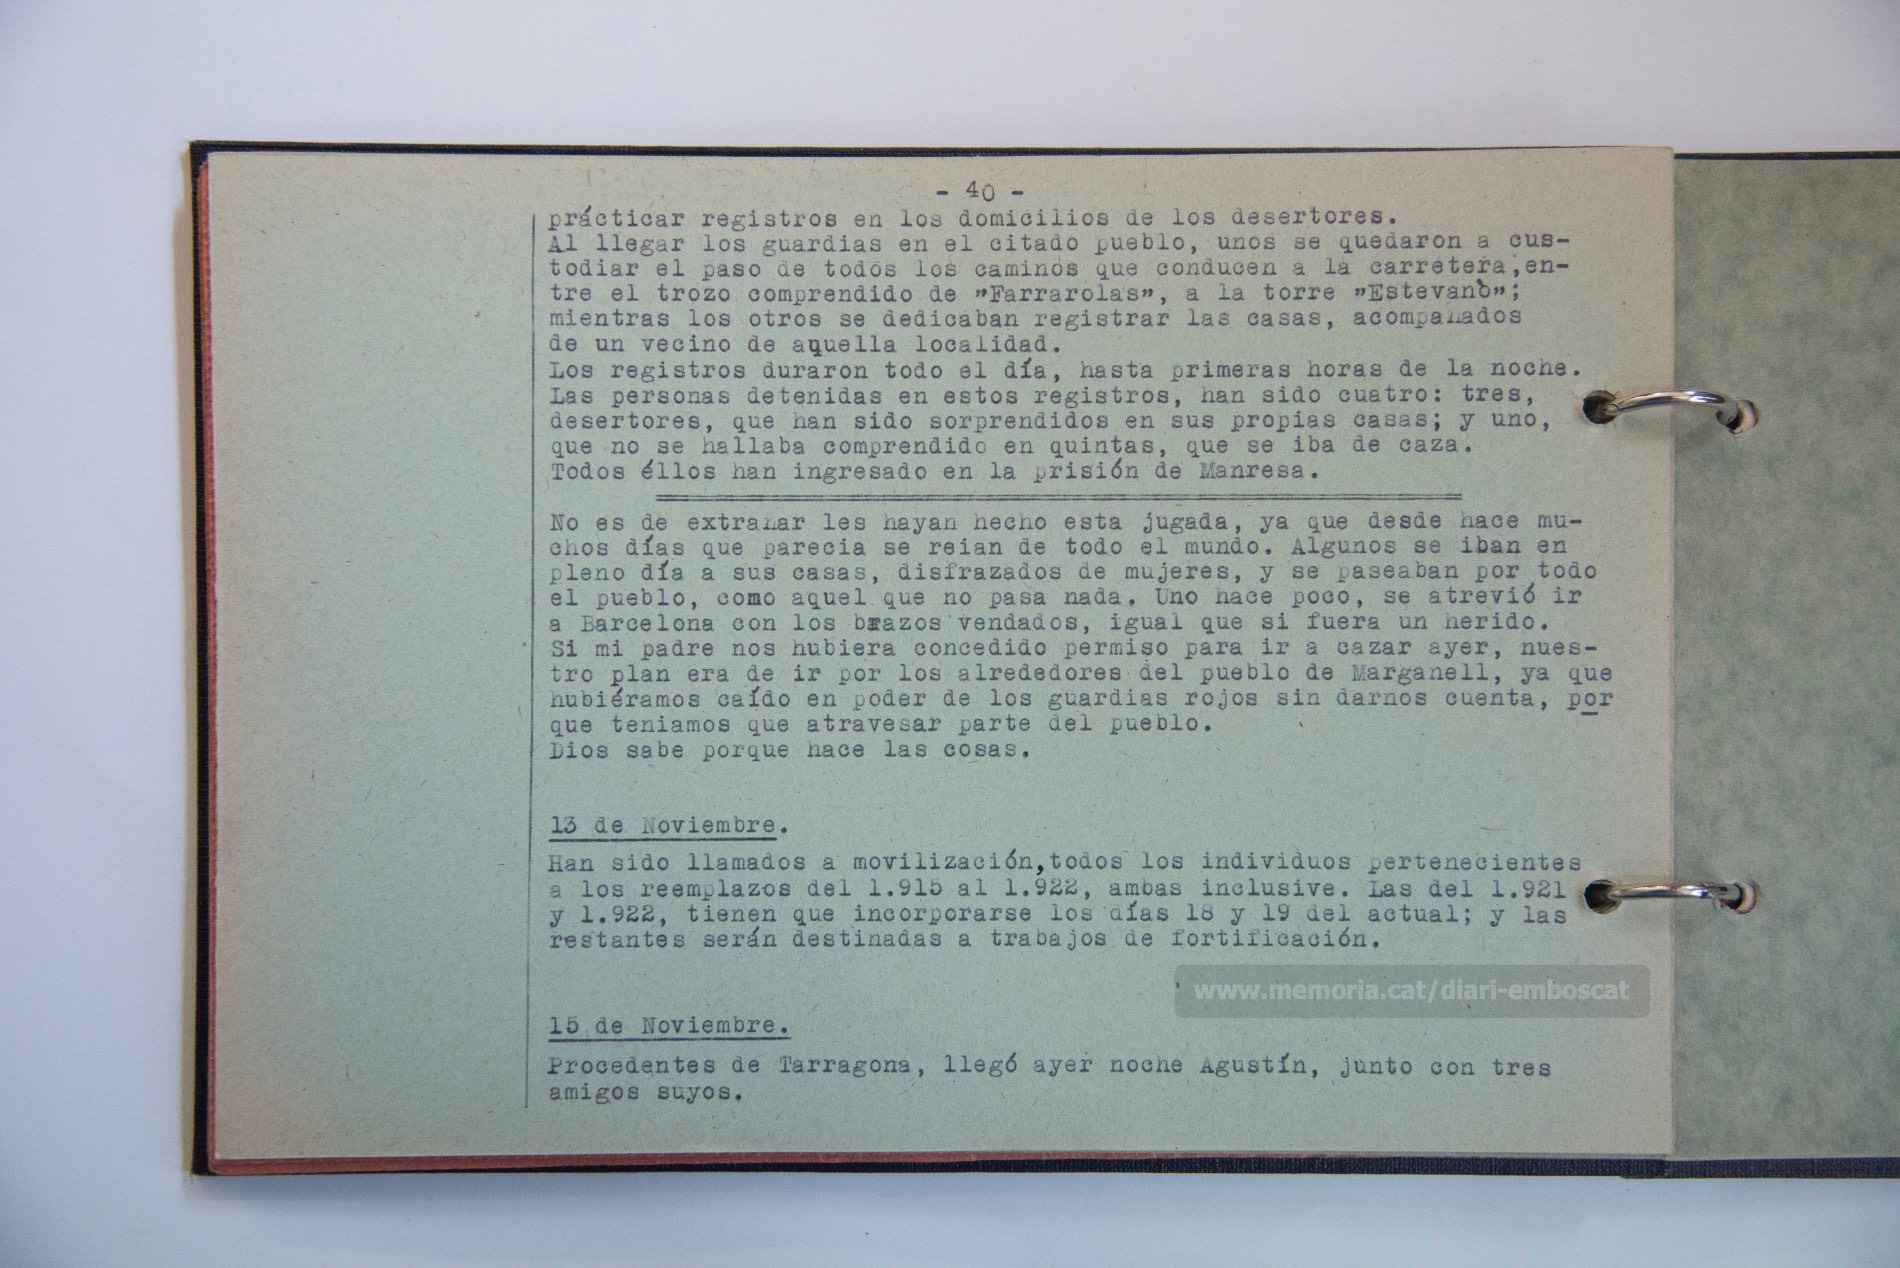 - 40 -
prácticar registros en los domicilios de los desertores.
Al llegar los guardias en el citado pueblo, unos se quedaron a cus-
todiar el paso de todos los caminos que conducen a la carretera,en-
tre el trozo comprendido de "Farrarolas", a la torre "Estevanò";
mientras los otros se dedicaban registrar las casas, acompañados
de un vecino de aquella localidad.
Los registros duraron todo el día, hasta primeras horas de la noche.
Las personas detenidas en estos registros, han sido cuatro: tres,
desertores, que han sido sorprendidos en sus propias casas; y uno,
que no se hallaba comprendido en quintas, que se iba de caza.
Todos éllos han ingresado en la prisión de Manresa.
No es de extrañar les hayan hecho esta jugada, ya que desde hace mu-
chos días que parecia se reian de todo el mundo. Algunos se iban en
pleno día a sus casas, disfrazados de mujeres, y se paseaban por todo
el pueblo, como aquel que no pasa nada. Uno hace poco, se atrevió ir
a Barcelona con los brazos vendados, igual que si fuera un herido.
Si mi padre nos hubiera concedido permiso para ir a cazar ayer, nues-
tro plan era de ir por los alrededores del pueblo de Marganell, ya que
hubiéramos caído en poder de los guardias rojos sin darnos cuenta, por
que teniamos que atravesar parte del pueblo.
Dios sabe porque hace las cosas.
13 de Noviembre.
Han sido llamados a movilización,todos los individuos pertenecientes
a los reemplazos del 1.915 al 1.922, ambas inclusive. Las del 1.921
y 1.922, tienen que incorporarse los días 18 y 19 del actual; y las
restantes serán destinadas a trabajos de fortificación.
www.memoria.cat/diari-emboscat
15 de Noviembre.
Procedentes de Tarragona, llegó ayer noche Agustín, junto con tres
amigos suyos.